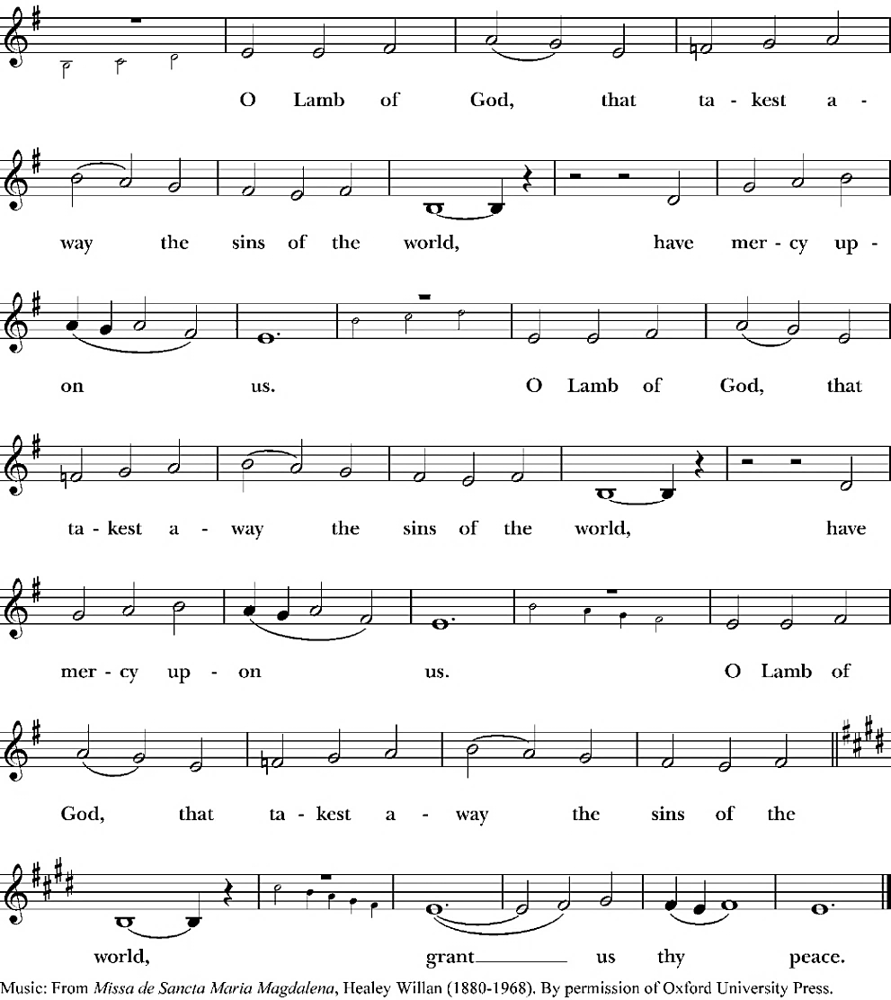 O Lamb of God, that ta - kest a -
way the sins of the world, have mer - cy up -
on us. O Lamb of God, that
ta - kest a - way the sins of the world, have
mer - cy up - on us. O Lamb of
God, that ta - kest a - way the sins of the
world, grant us thy peace.
Music: From Missa de Sancta Maria Magdalena, Healey Willan (1880-1968). By permission of Oxford University Press.